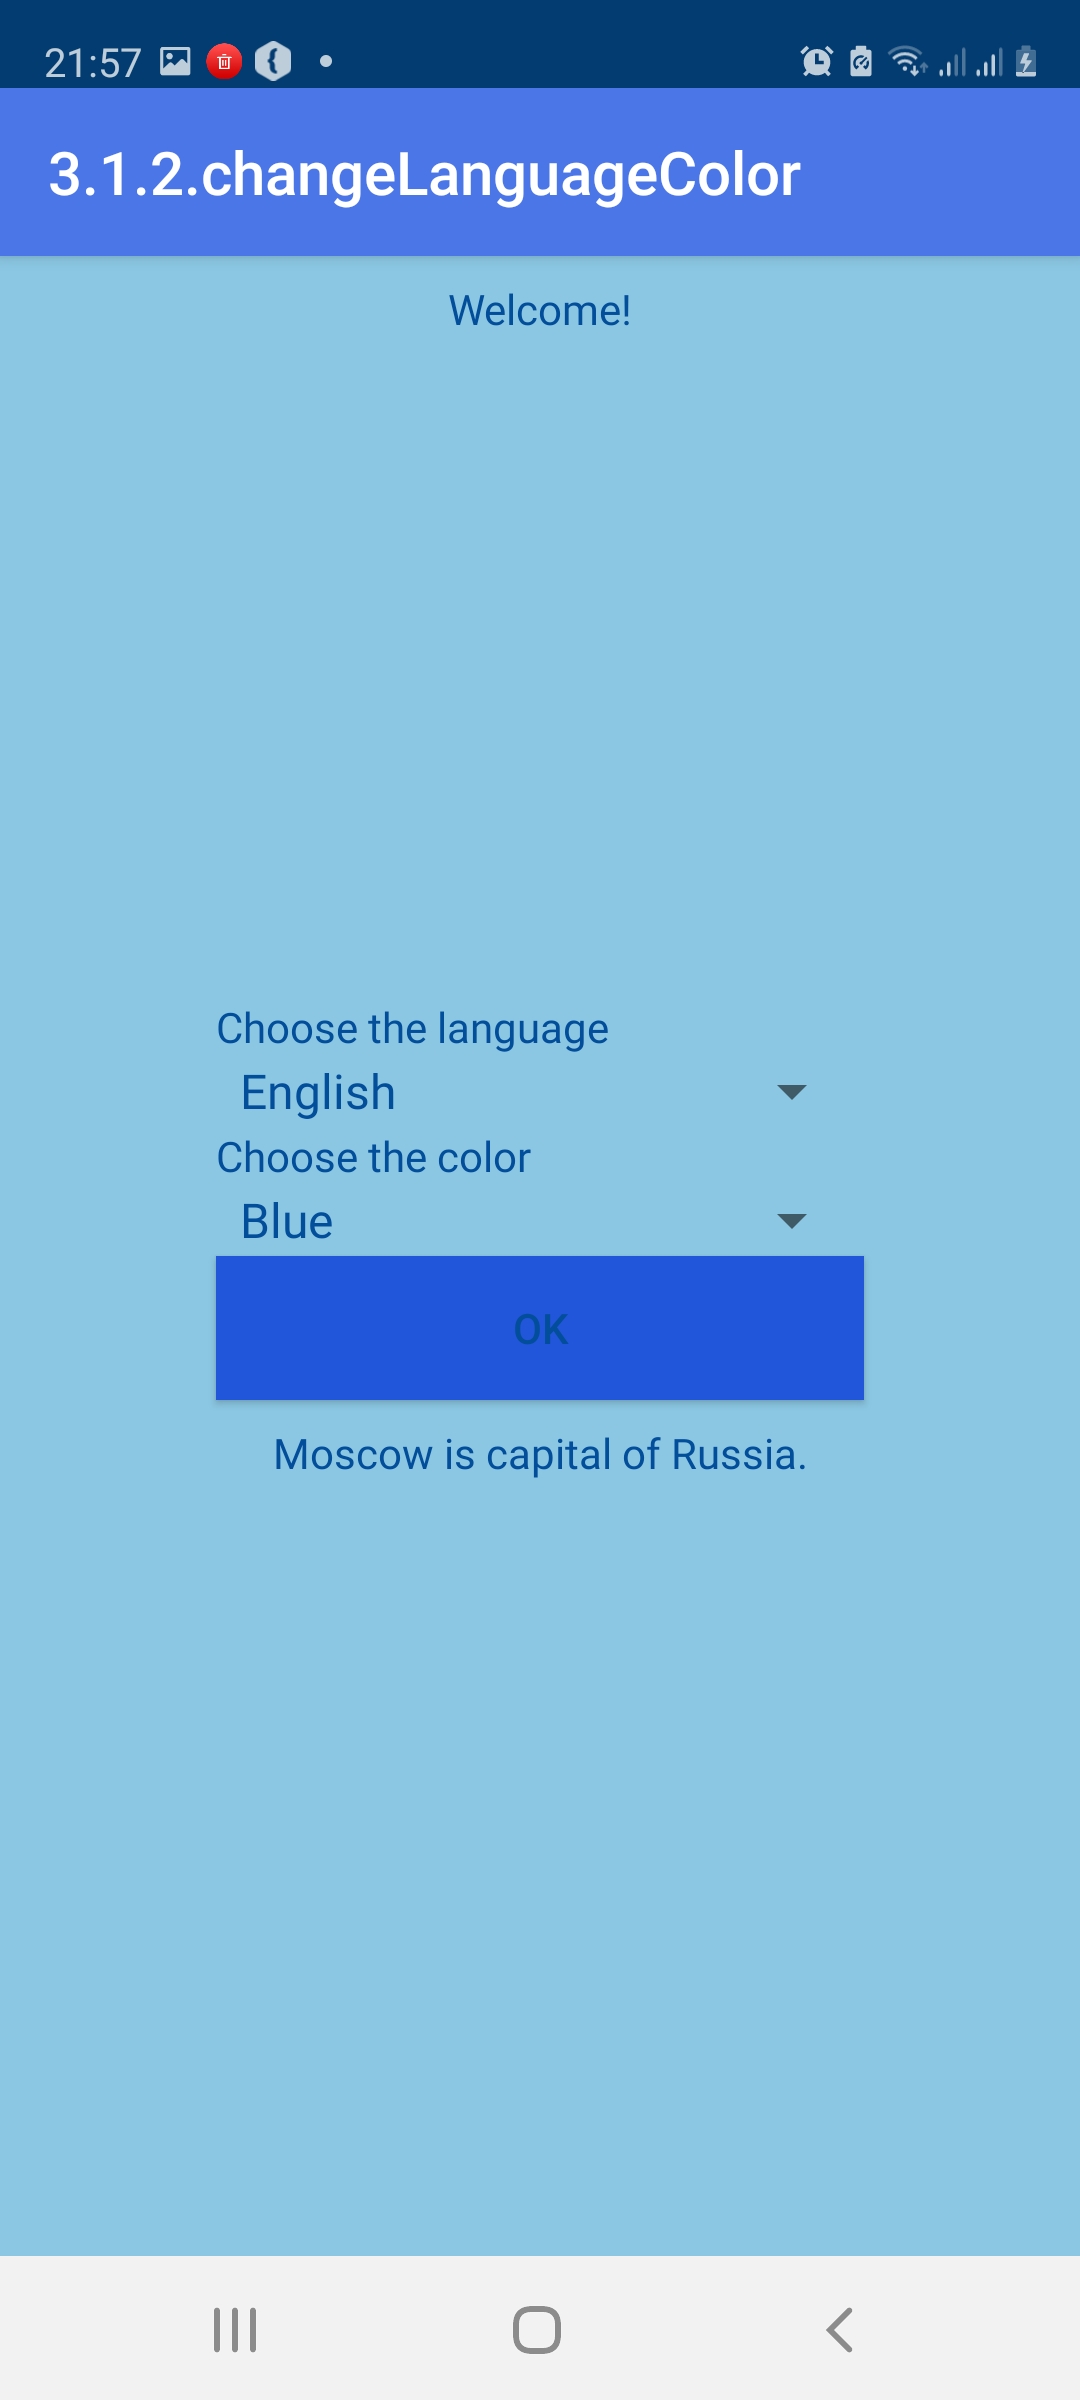 21:57
3.1.2.changeLanguageColor
Welcome!
Choose the language
English
Choose the color
Blue
OK
Moscow is capital of Russia.